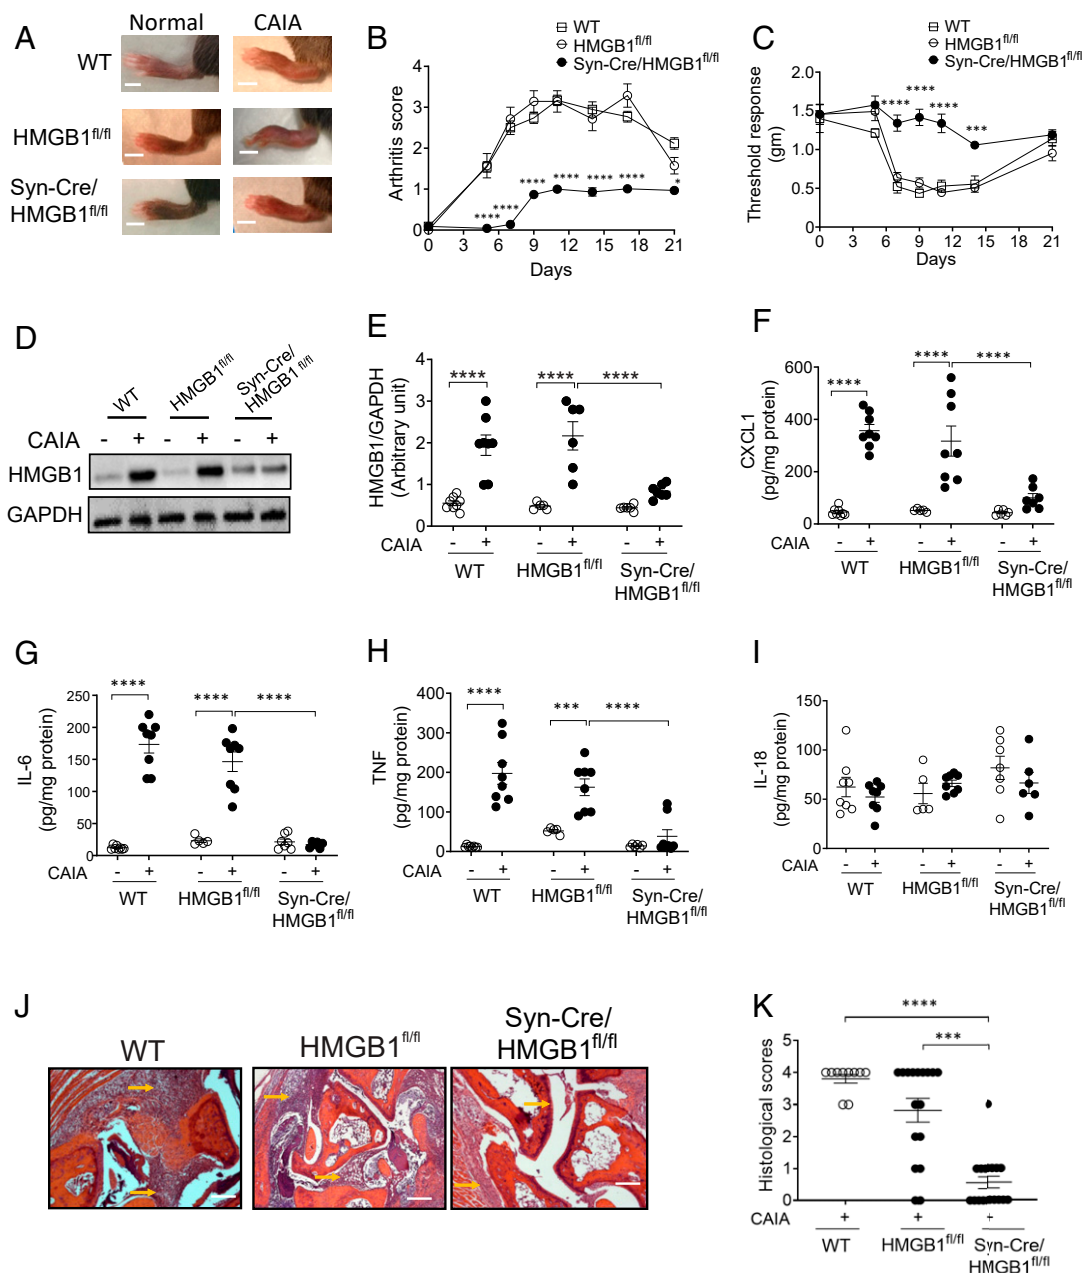 A
Normal CAIA
WT
HMGB1fl/fl
Syn-Cre/
HMGB1fl/fl
B
WT
HMGB1fl/fl
Syn-Cre/HMGB1fl/fl
Arthritis score
4
3
2
1
0
**** **** **** **** **** **** *
0 3 6 9 12 15 18 21
Days
C
WT
HMGB1fl/fl
Syn-Cre/HMGB1fl/fl
Threshold response
(gm)
2.0
1.5
1.0
0.5
0.0
**** **** **** ***
0 3 6 9 12 15 18 21
Days
D
WT HMGB1fl/fl Syn-Cre/
HMGB1fl/fl
CAIA - + - + - +
HMGB1
GAPDH
E
HMGB1/GAPDH
(Arbitrary unit)
4
3
2
1
0
**** **** ****
CAIA - + - + - +
WT HMGB1fl/fl Syn-Cre/
HMGB1fl/fl
F
CXCL1
(pg/mg protein)
600
400
200
0
**** **** ****
CAIA - + - + - +
WT HMGB1fl/fl Syn-Cre/
HMGB1fl/fl
G
IL-6
(pg/mg protein)
250
200
150
100
50
0
**** **** ****
CAIA - + - + - +
WT HMGB1fl/fl Syn-Cre/
HMGB1fl/fl
H
TNF
(pg/mg protein)
400
300
200
100
0
**** *** ****
CAIA - + - + - +
WT HMGB1fl/fl Syn-Cre/
HMGB1fl/fl
I
IL-18
(pg/mg protein)
150
100
50
0
CAIA - + - + - +
WT HMGB1fl/fl Syn-Cre/
HMGB1fl/fl
J
WT HMGB1fl/fl Syn-Cre/
HMGB1fl/fl
K
Histological scores
5
4
3
2
1
0
****
***
CAIA + + +
WT HMGB1fl/fl Syn-Cre/
HMGB1fl/fl